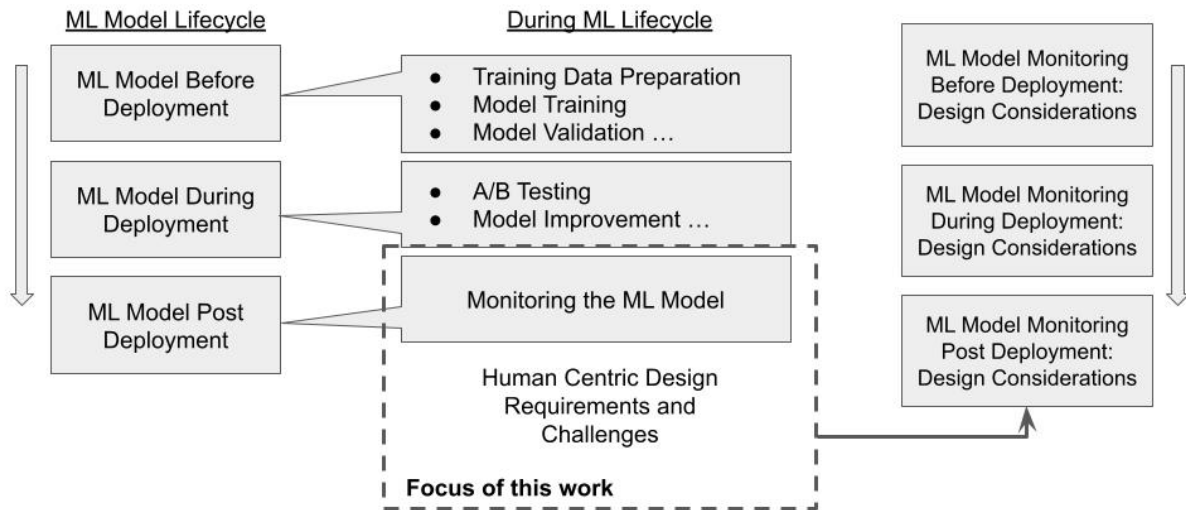 ML Model Lifecycle
ML Model Before
Deployment
ML Model During
Deployment
ML Model Post
Deployment
During ML Lifecycle
● Training Data Preparation
● Model Training
● Model Validation …
● A/B Testing
● Model Improvement …
Monitoring the ML Model
Human Centric Design
Requirements and
Challenges
Focus of this work
ML Model Monitoring
Before Deployment:
Design Considerations
ML Model Monitoring
During Deployment:
Design Considerations
ML Model Monitoring
Post Deployment:
Design Considerations